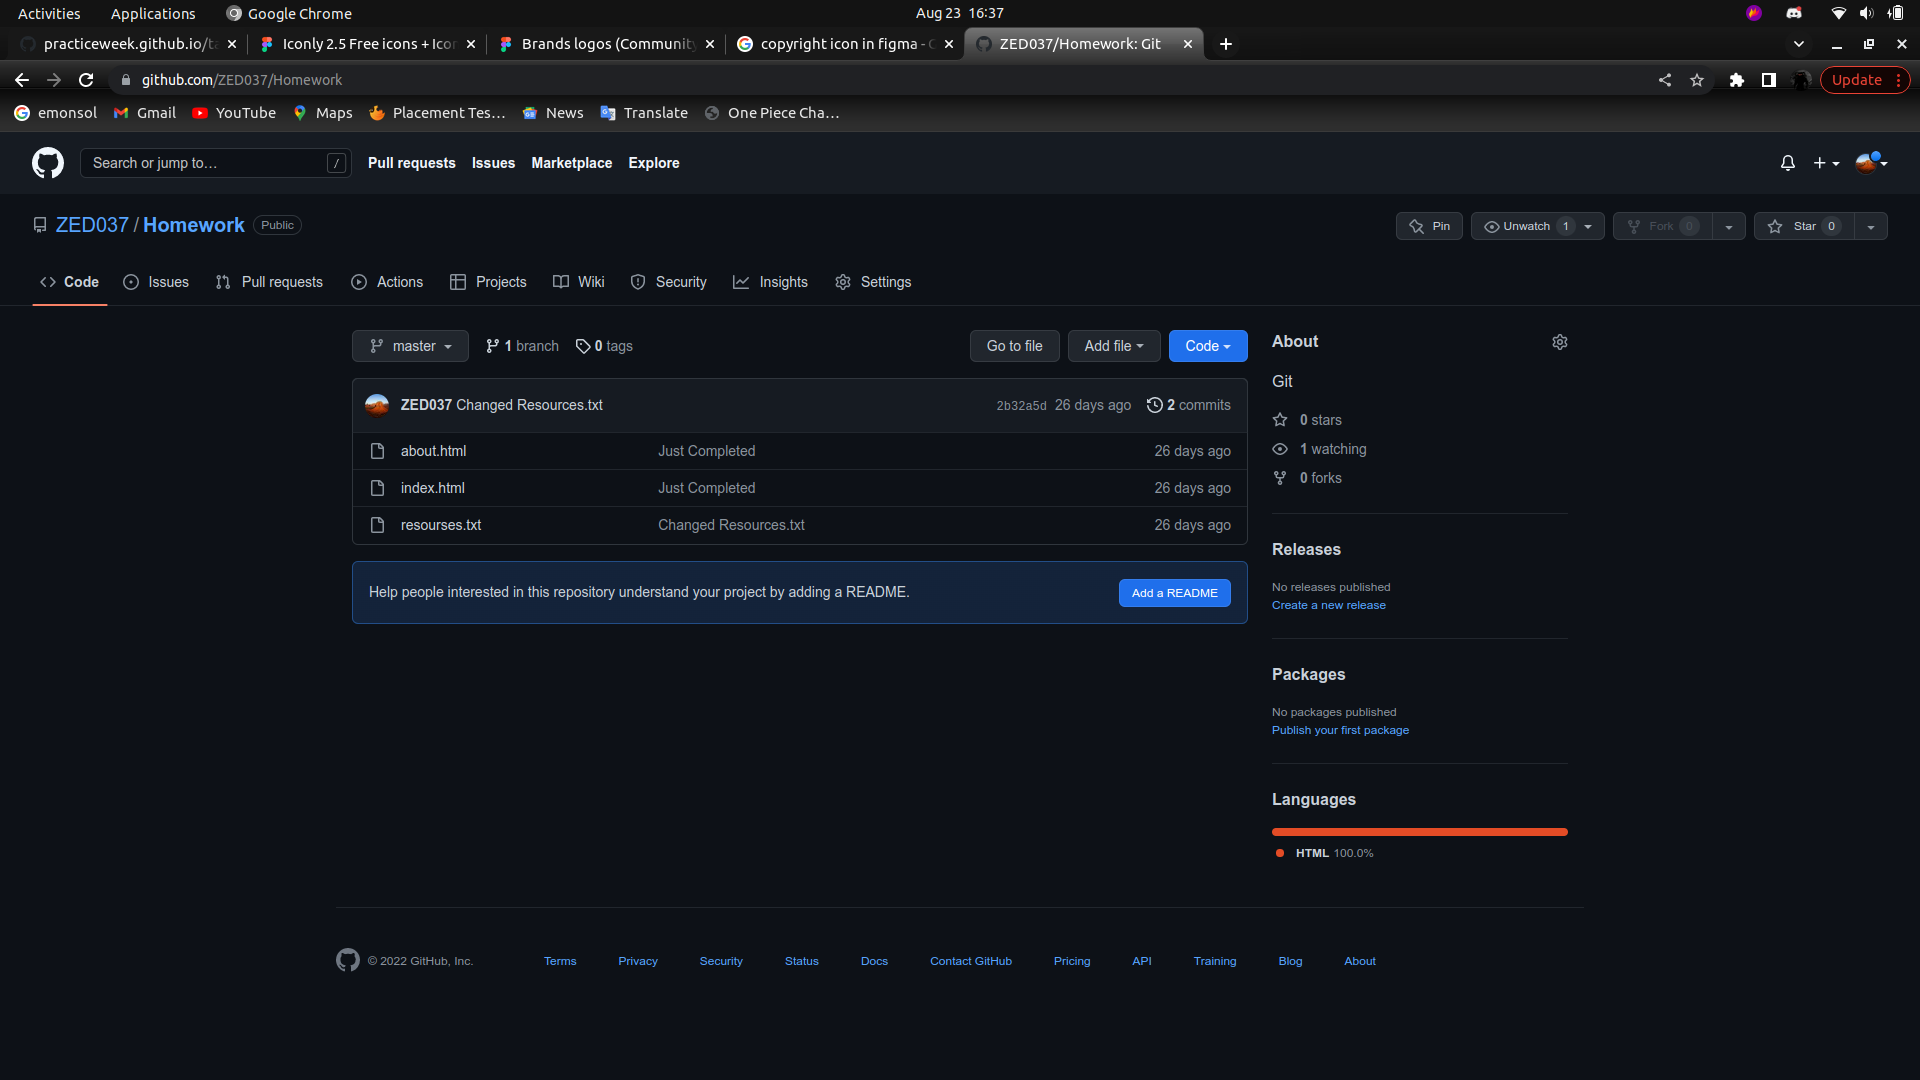 Activities Applications Google Chrome Aug 23 16:37
practiceweek.github.io/ta Iconly 2.5 Free icons + Icon Brands logos (Community copyright icon in figma - ZED037/Homework: Git
github.com/ZED037/Homework Update
emonsol Gmail YouTube Maps Placement Tes… News Translate One Piece Cha…
Search or jump to… / Pull requests Issues Marketplace Explore
ZED037 / Homework Public Pin Unwatch 1 Fork 0 Star 0
Code Issues Pull requests Actions Projects Wiki Security Insights Settings
master 1 branch 0 tags Go to file Add file Code
ZED037 Changed Resources.txt 2b32a5d 26 days ago 2 commits
about.html Just Completed 26 days ago
index.html Just Completed 26 days ago
resourses.txt Changed Resources.txt 26 days ago
Help people interested in this repository understand your project by adding a README. Add a README
About
Git
0 stars
1 watching
0 forks
Releases
No releases published
Create a new release
Packages
No packages published
Publish your first package
Languages
HTML 100.0%
© 2022 GitHub, Inc. Terms Privacy Security Status Docs Contact GitHub Pricing API Training Blog About